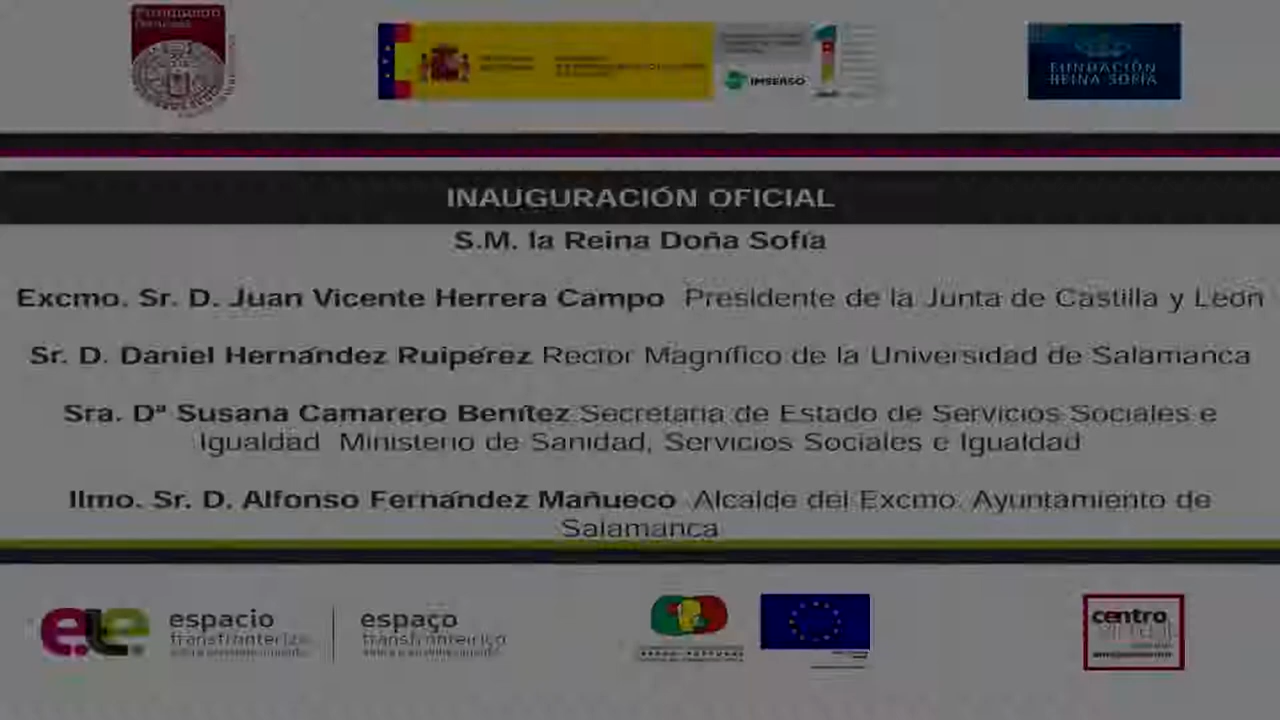 Fundación
IMSERSO
FUNDACIÓN
REINA SOFÍA
INAUGURACIÓN OFICIAL
S.M. la Reina Doña Sofía
Excmo. Sr. D. Juan Vicente Herrera Campo Presidente de la Junta de Castilla y León
Sr. D. Daniel Hernández Ruipérez Rector Magnífico de la Universidad de Salamanca
Sra. Dª Susana Camarero Benítez Secretaria de Estado de Servicios Sociales e
Igualdad Ministerio de Sanidad, Servicios Sociales e Igualdad
Ilmo. Sr. D. Alfonso Fernández Mañueco Alcalde del Excmo. Ayuntamiento de
Salamanca
ele
espacio
transfronterizo
espaço
transfronteiriço
centro